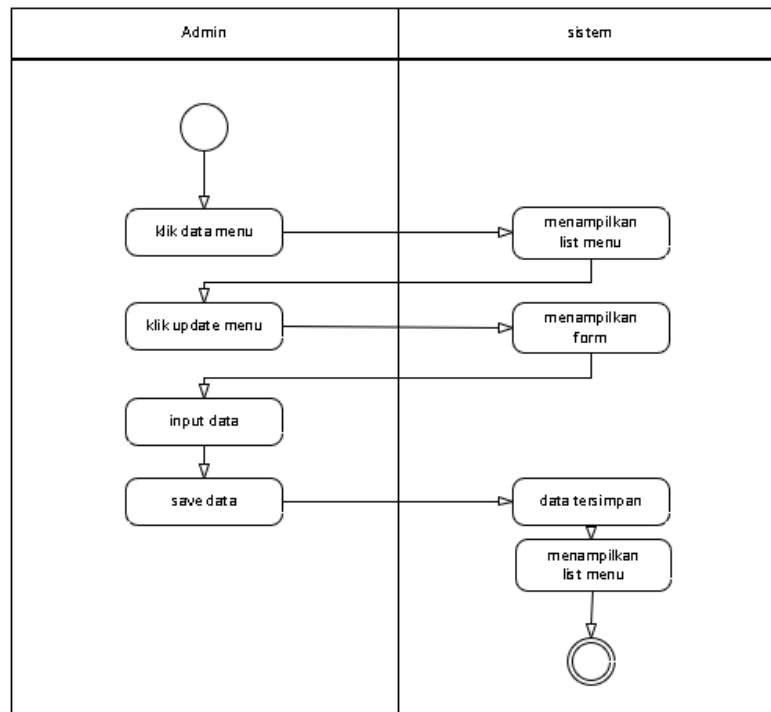 Admin
sistem
klik data menu
menampilkan
list menu
klik update menu
menampilkan
form
input data
save data
data tersimpan
menampilkan
list menu